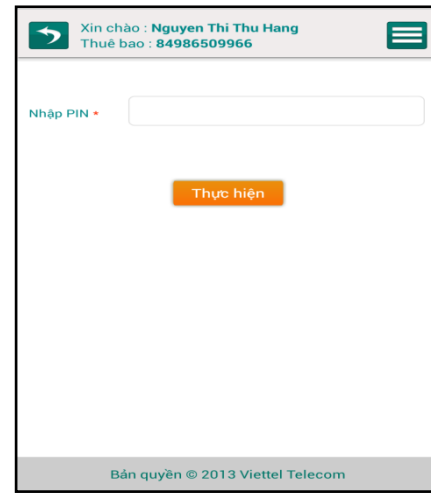 Xin chào : Nguyen Thi Thu Hang
Thuê bao : 84986509966
Nhập PIN *
Thực hiện
Bản quyền © 2013 Viettel Telecom